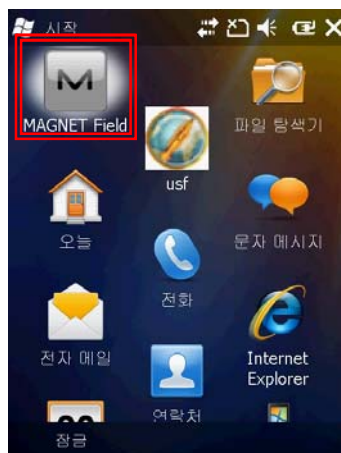 시작
MAGNET Field
usf
파일 탐색기
오늘
전화
문자 메시지
전자 메일
연락처
Internet
Explorer
잠금